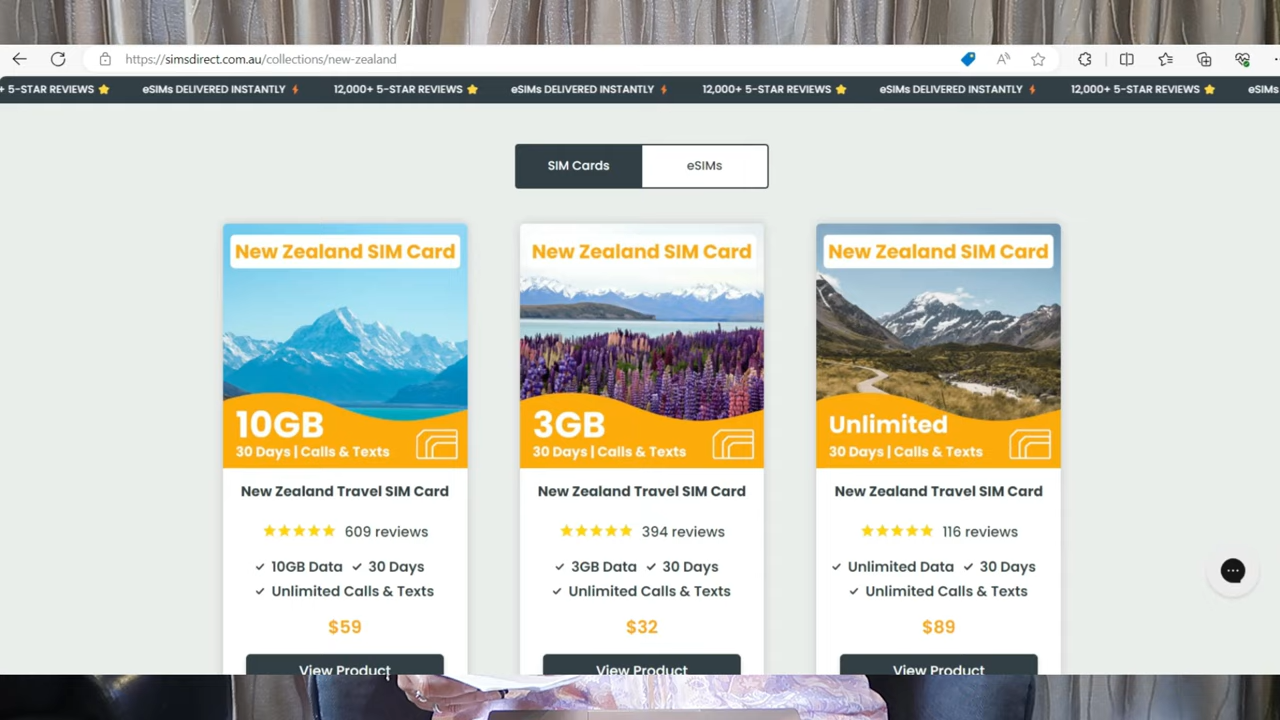 https://simsdirect.com.au/collections/new-zealand
5-STAR REVIEWS eSIMs DELIVERED INSTANTLY 12,000+ 5-STAR REVIEWS eSIMs DELIVERED INSTANTLY 12,000+ 5-STAR REVIEWS eSIMs DELIVERED INSTANTLY 12,000+ 5-STAR REVIEWS eSIMs
SIM Cards eSIMs
New Zealand SIM Card
10GB
30 Days | Calls & Texts
New Zealand Travel SIM Card
609 reviews
10GB Data 30 Days
Unlimited Calls & Texts
$59
View Product
New Zealand SIM Card
3GB
30 Days | Calls & Texts
New Zealand Travel SIM Card
394 reviews
3GB Data 30 Days
Unlimited Calls & Texts
$32
View Product
New Zealand SIM Card
Unlimited
30 Days | Calls & Texts
New Zealand Travel SIM Card
116 reviews
Unlimited Data 30 Days
Unlimited Calls & Texts
$89
View Product